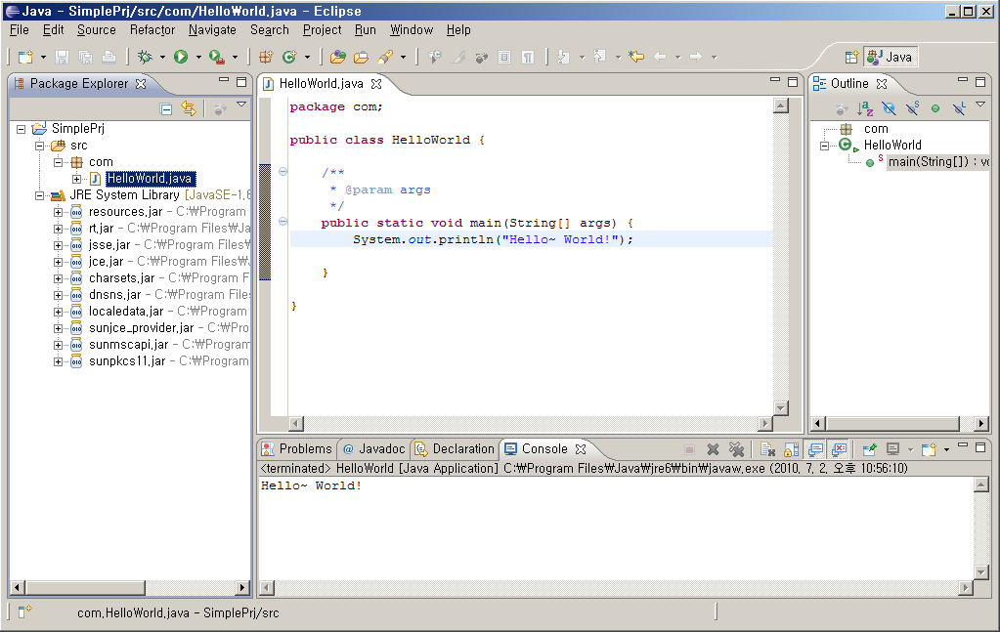 Java - SimplePrj/src/com/HelloWorld.java - Eclipse
File Edit Source Refactor Navigate Search Project Run Window Help
Java
Package Explorer
SimplePrj
src
com
HelloWorld.java
JRE System Library [JavaSE-1.6
resources.jar - C:₩Program
rt.jar - C:₩Program Files₩Ja
jsse.jar - C:₩Program Files₩
jce.jar - C:₩Program Files₩J
charsets.jar - C:₩Program F
dnsns.jar - C:₩Program Files
localedata.jar - C:₩Program
sunjce_provider.jar - C:₩Pro
sunmscapi.jar - C:₩Program
sunpkcs11.jar - C:₩Program
HelloWorld.java
package com;
public class HelloWorld {
/**
* @param args
*/
public static void main(String[] args) {
System.out.println("Hello~ World!");
}
}
Outline
com
HelloWorld
main(String[]) : vo
Problems @ Javadoc Declaration Console
<terminated> HelloWorld [Java Application] C:₩Program Files₩Java₩jre6₩bin₩javaw.exe (2010. 7. 2. 오후 10:56:10)
Hello~ World!
com.HelloWorld.java - SimplePrj/src